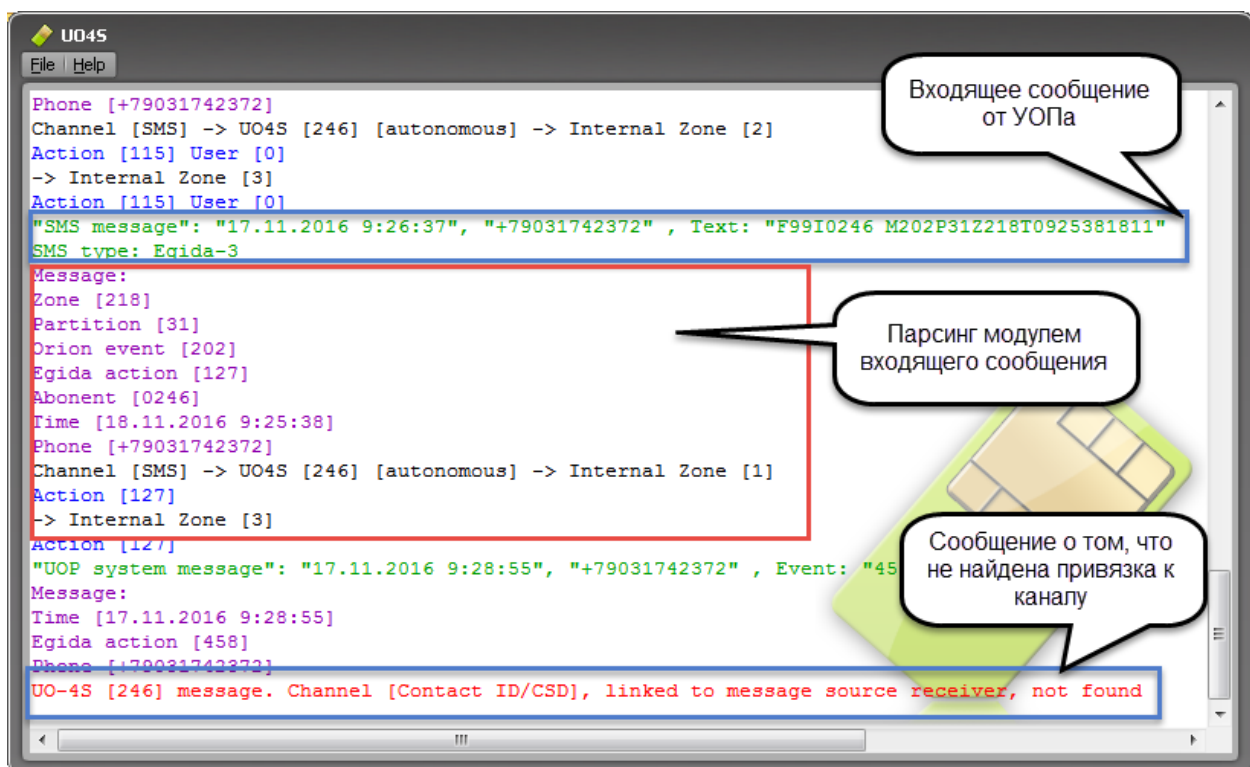 UO4S
File Help
Phone [+79031742372]
Channel [SMS] -> UO4S [246] [autonomous] -> Internal Zone [2]
Action [115] User [0]
-> Internal Zone [3]
Action [115] User [0]
"SMS message": "17.11.2016 9:26:37", "+79031742372" , Text: "F99I0246 M202P31Z218T0925381811"
SMS type: Egida-3
Message:
Zone [218]
Partition [31]
Orion event [202]
Egida action [127]
Abonent [0246]
Time [18.11.2016 9:25:38]
Phone [+79031742372]
Channel [SMS] -> UO4S [246] [autonomous] -> Internal Zone [1]
Action [127]
-> Internal Zone [3]
Action [127]
"UOP system message": "17.11.2016 9:28:55", "+79031742372" , Event: "45
Message:
Time [17.11.2016 9:28:55]
Egida action [458]
Phone [+79031742372]
UO-4S [246] message. Channel [Contact ID/CSD], linked to message source receiver, not found
Входящее сообщение
от УОПа
Парсинг модулем
входящего сообщения
Сообщение о том, что
не найдена привязка к
каналу